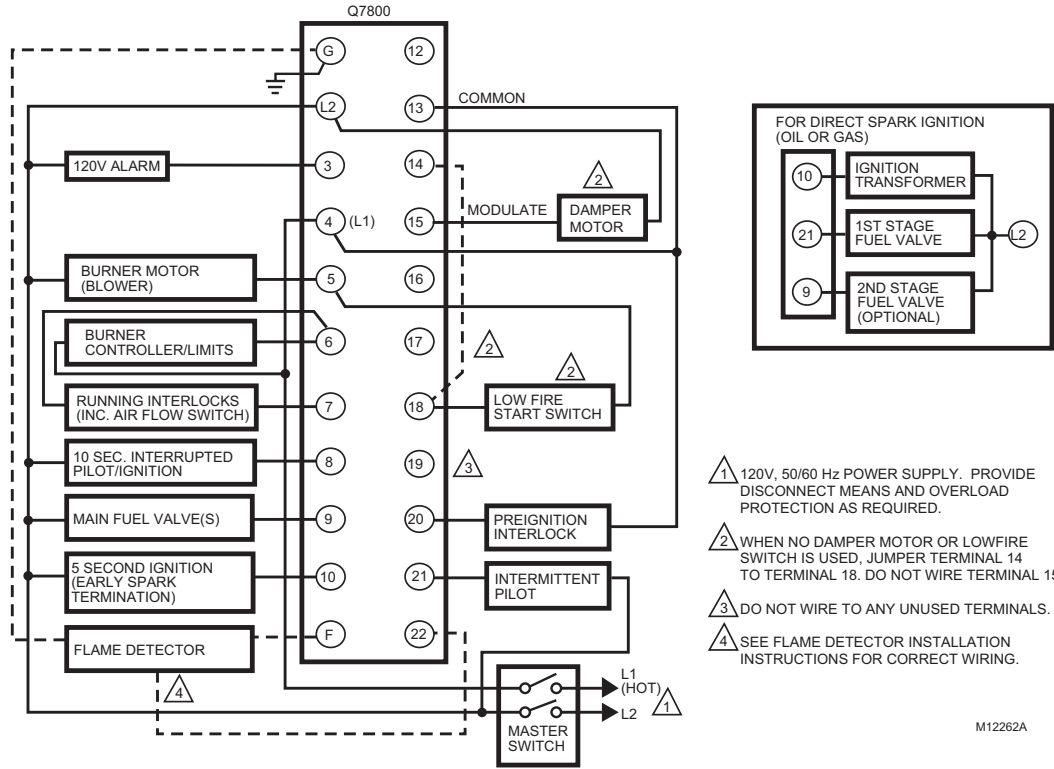 Q7800
G
12
L2
13
COMMON
120V ALARM
3
14
2
4
(L1)
15
MODULATE
DAMPER
MOTOR
BURNER MOTOR
(BLOWER)
5
16
BURNER
CONTROLLER/LIMITS
6
17
2
2
RUNNING INTERLOCKS
(INC. AIR FLOW SWITCH)
7
18
LOW FIRE
START SWITCH
10 SEC. INTERRUPTED
PILOT/IGNITION
8
19
3
MAIN FUEL VALVE(S)
9
20
PREIGNITION
INTERLOCK
5 SECOND IGNITION
(EARLY SPARK
TERMINATION)
10
21
INTERMITTENT
PILOT
FLAME DETECTOR
F
22
4
L1
(HOT)
L2
1
MASTER
SWITCH
FOR DIRECT SPARK IGNITION
(OIL OR GAS)
10
IGNITION
TRANSFORMER
21
1ST STAGE
FUEL VALVE
L2
9
2ND STAGE
FUEL VALVE
(OPTIONAL)
1 120V, 50/60 Hz POWER SUPPLY. PROVIDE
DISCONNECT MEANS AND OVERLOAD
PROTECTION AS REQUIRED.
2 WHEN NO DAMPER MOTOR OR LOWFIRE
SWITCH IS USED, JUMPER TERMINAL 14
TO TERMINAL 18. DO NOT WIRE TERMINAL 15
3 DO NOT WIRE TO ANY UNUSED TERMINALS.
4 SEE FLAME DETECTOR INSTALLATION
INSTRUCTIONS FOR CORRECT WIRING.
M12262A